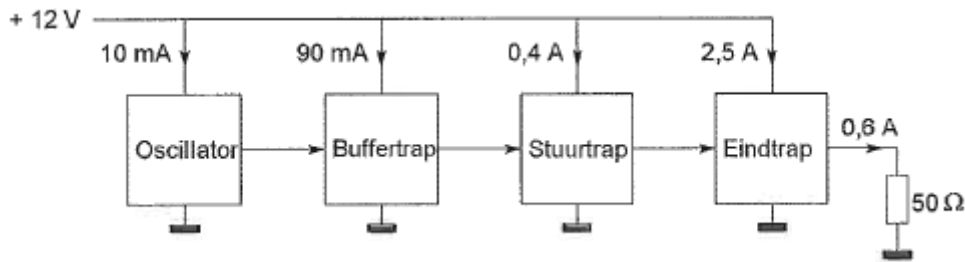 + 12 V
10 mA
90 mA
0,4 A
2,5 A
Oscillator
Buffertrap
Stuurtrap
Eindtrap
0,6 A
50 Ω